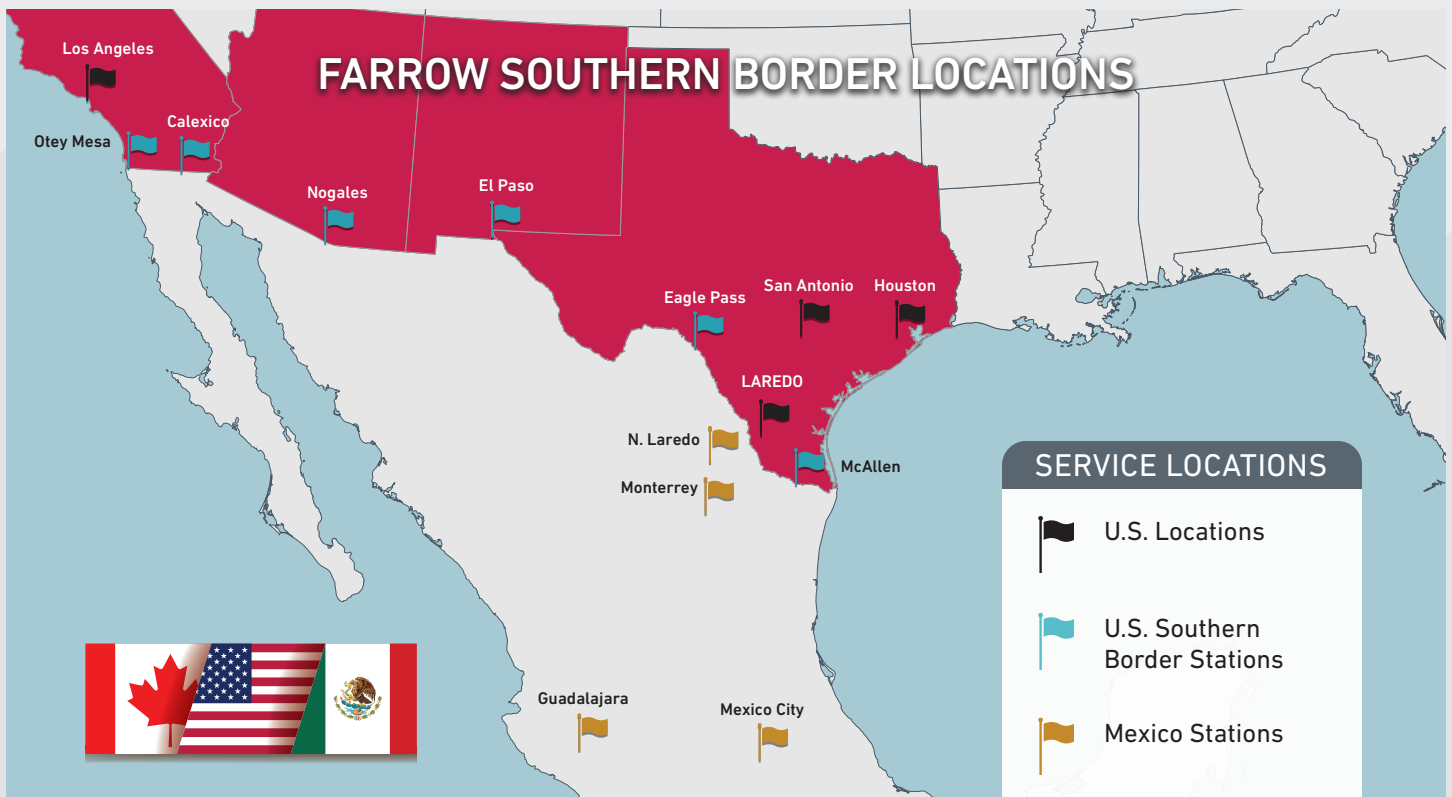 FARROW SOUTHERN BORDER LOCATIONS
Los Angeles
Calexico
Otey Mesa
Nogales
El Paso
Eagle Pass
San Antonio
Houston
LAREDO
N. Laredo
McAllen
Monterrey
Guadalajara
Mexico City
SERVICE LOCATIONS
U.S. Locations
U.S. Southern
Border Stations
Mexico Stations